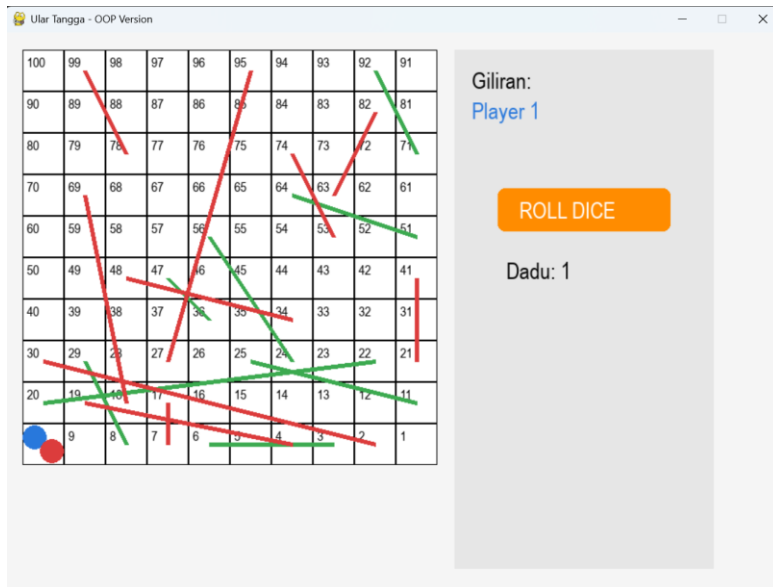 Ular Tangga - OOP Version
100 99 98 97 96 95 94 93 92 91
90 89 88 87 86 85 84 83 82 81
80 79 78 77 76 75 74 73 72 71
70 69 68 67 66 65 64 63 62 61
60 59 58 57 56 55 54 53 52 51
50 49 48 47 46 45 44 43 42 41
40 39 38 37 36 35 34 33 32 31
30 29 28 27 26 25 24 23 22 21
20 19 18 17 16 15 14 13 12 11
9 8 7 6 5 4 3 2 1
Giliran:
Player 1
ROLL DICE
Dadu: 1